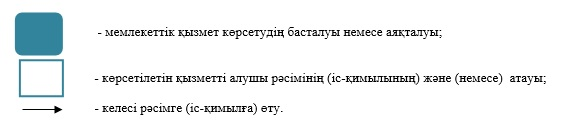 - мемлекеттік қызмет көрсетудің басталуы немесе аяқталуы;
- көрсетілетін қызметті алушы рәсімінің (іс-қимылының) және (немесе) атауы;
- келесі рәсімге (іс-қимылға) өту.